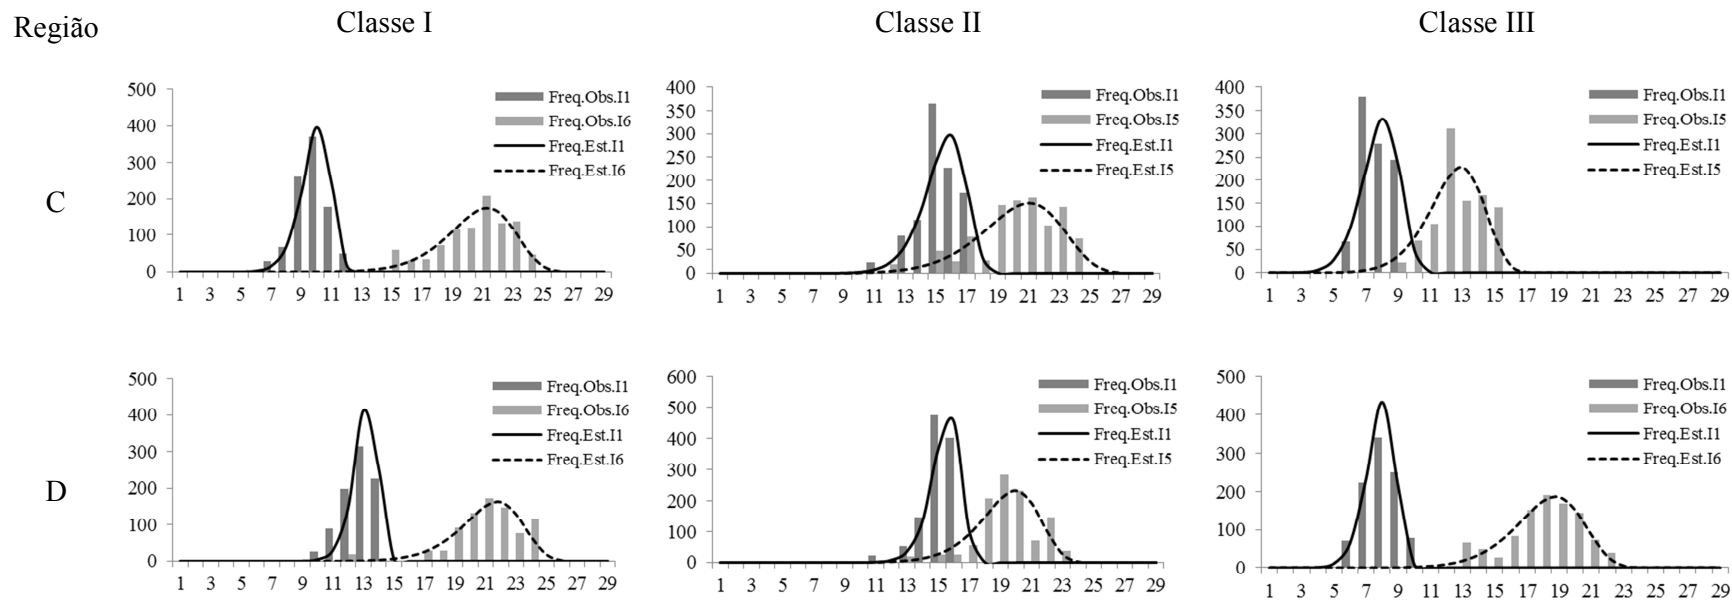 Região Classe I Classe II Classe III
C
500
400
300
200
100
0
1 3 5 7 9 11 13 15 17 19 21 23 25 27 29
Freq.Obs.I1
Freq.Obs.I6
Freq.Est.I1
Freq.Est.I6
400
350
300
250
200
150
100
50
0
1 3 5 7 9 11 13 15 17 19 21 23 25 27 29
Freq.Obs.I1
Freq.Obs.I5
Freq.Est.I1
Freq.Est.I5
400
350
300
250
200
150
100
50
0
1 3 5 7 9 11 13 15 17 19 21 23 25 27 29
Freq.Obs.I1
Freq.Obs.I5
Freq.Est.I1
Freq.Est.I5
D
500
400
300
200
100
0
1 3 5 7 9 11 13 15 17 19 21 23 25 27 29
Freq.Obs.I1
Freq.Obs.I6
Freq.Est.I1
Freq.Est.I6
600
500
400
300
200
100
0
1 3 5 7 9 11 13 15 17 19 21 23 25 27 29
Freq.Obs.I1
Freq.Obs.I5
Freq.Est.I1
Freq.Est.I5
500
400
300
200
100
0
1 3 5 7 9 11 13 15 17 19 21 23 25 27 29
Freq.Obs.I1
Freq.Obs.I6
Freq.Est.I1
Freq.Est.I6